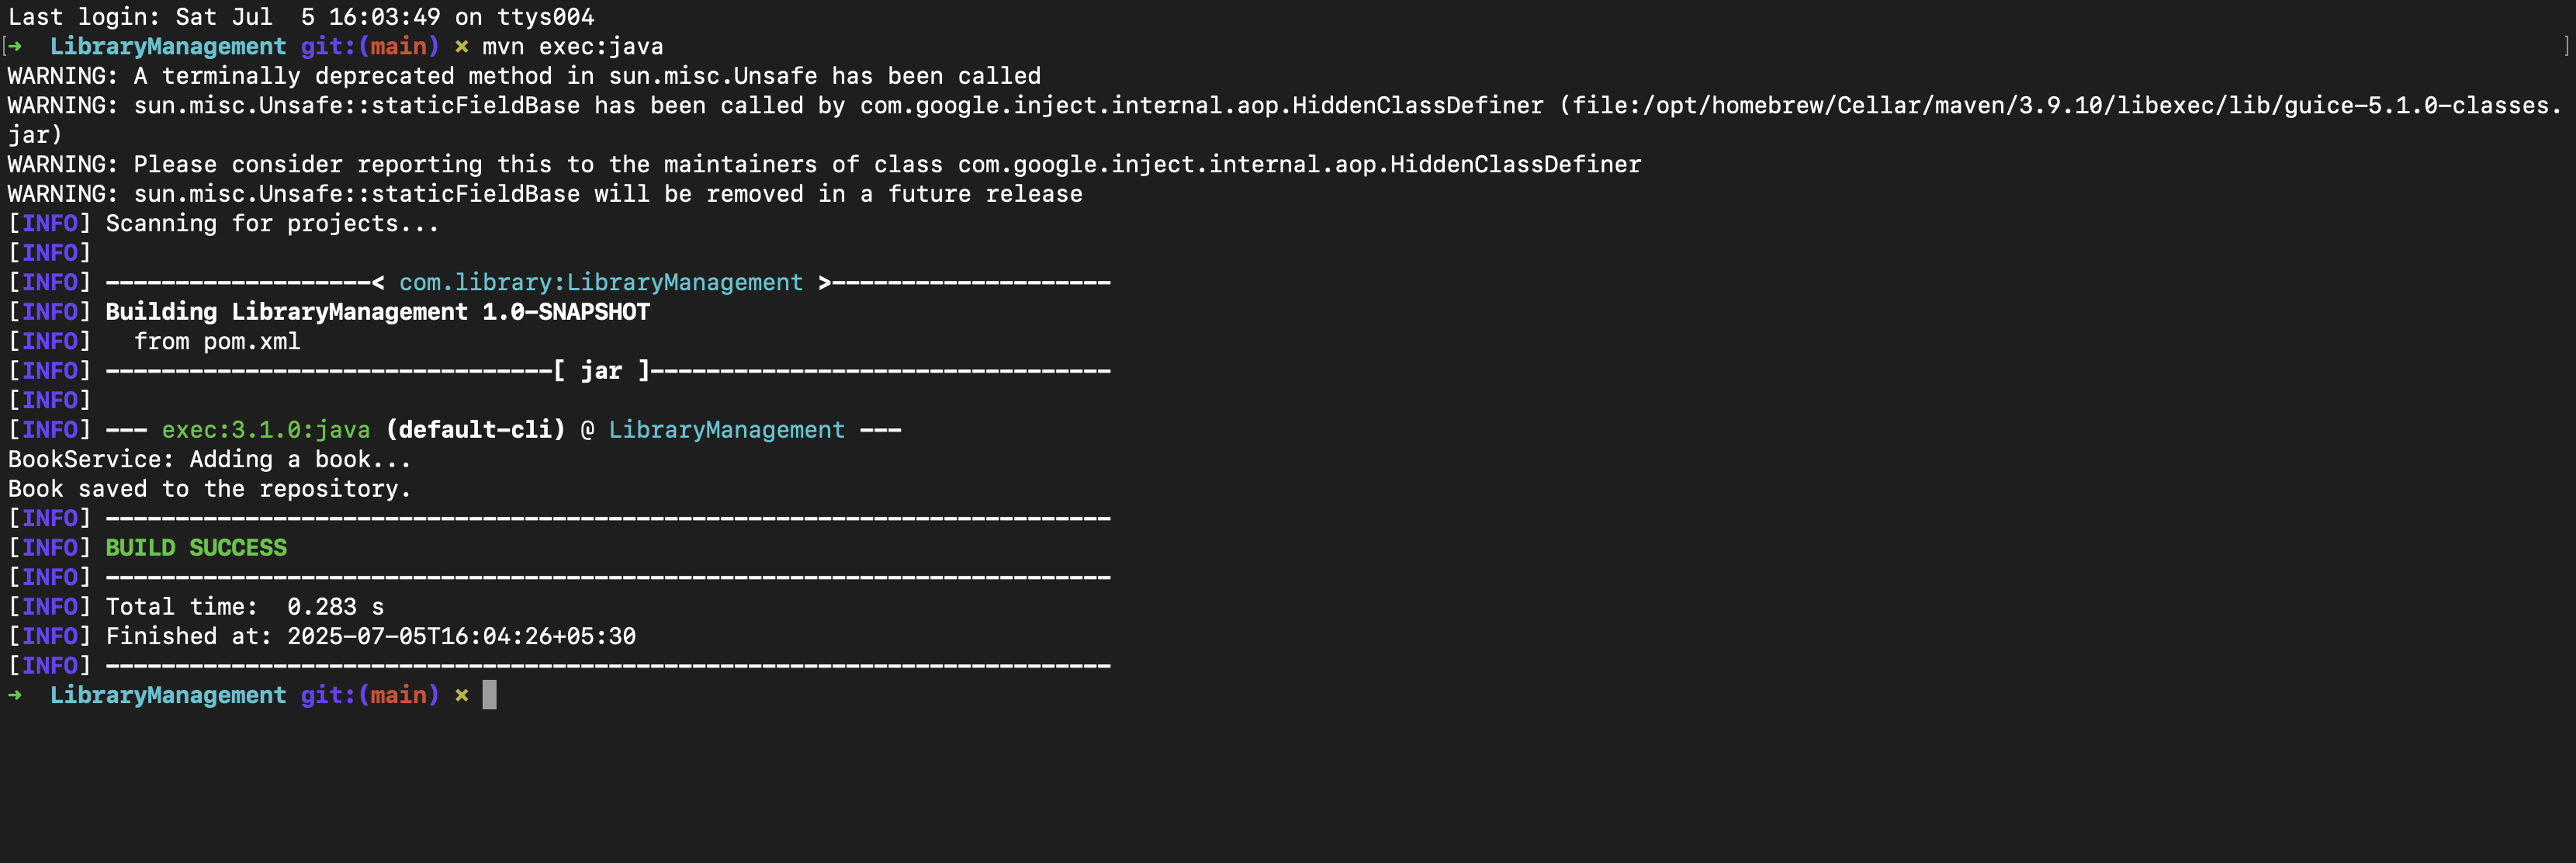 Last login: Sat Jul  5 16:03:49 on ttys004
[➜  LibraryManagement git:(main) ✗ mvn exec:java ]
WARNING: A terminally deprecated method in sun.misc.Unsafe has been called
WARNING: sun.misc.Unsafe::staticFieldBase has been called by com.google.inject.internal.aop.HiddenClassDefiner (file:/opt/homebrew/Cellar/maven/3.9.10/libexec/lib/guice-5.1.0-classes.
jar)
WARNING: Please consider reporting this to the maintainers of class com.google.inject.internal.aop.HiddenClassDefiner
WARNING: sun.misc.Unsafe::staticFieldBase will be removed in a future release
[INFO] Scanning for projects...
[INFO]
[INFO] -------------------< com.library:LibraryManagement >--------------------
[INFO] Building LibraryManagement 1.0-SNAPSHOT
[INFO]   from pom.xml
[INFO] --------------------------------[ jar ]---------------------------------
[INFO]
[INFO] --- exec:3.1.0:java (default-cli) @ LibraryManagement ---
BookService: Adding a book...
Book saved to the repository.
[INFO] ------------------------------------------------------------------------
[INFO] BUILD SUCCESS
[INFO] ------------------------------------------------------------------------
[INFO] Total time:  0.283 s
[INFO] Finished at: 2025-07-05T16:04:26+05:30
[INFO] ------------------------------------------------------------------------
➜  LibraryManagement git:(main) ✗